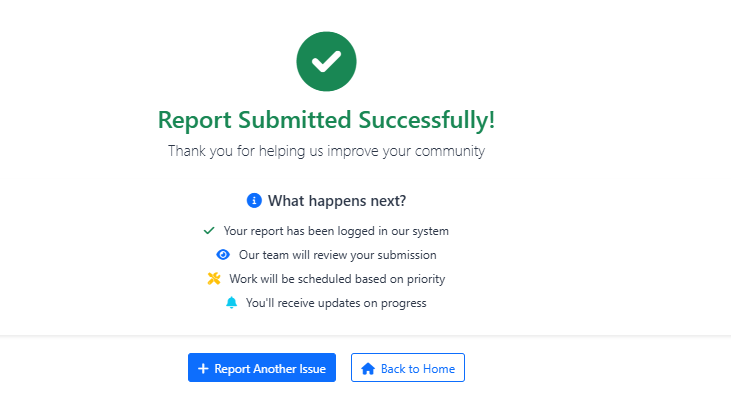 Report Submitted Successfully!
Thank you for helping us improve your community
What happens next?
Your report has been logged in our system
Our team will review your submission
Work will be scheduled based on priority
You'll receive updates on progress
Report Another Issue
Back to Home